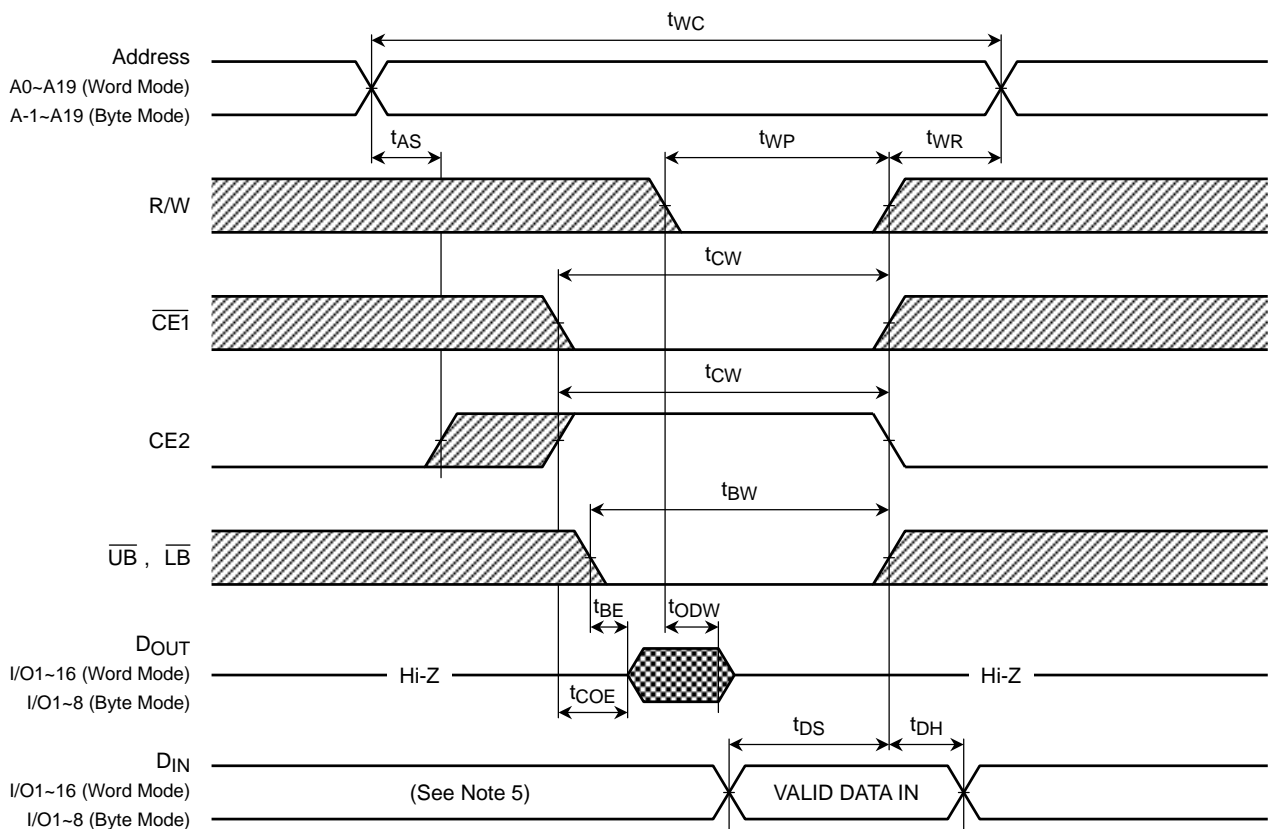 tWC
Address
A0~A19 (Word Mode)
A-1~A19 (Byte Mode)
tAS
tWP
tWR
R/W
tCW
CE1
tCW
CE2
tBW
UB , LB
tBE
tODW
DOUT
I/O1~16 (Word Mode)
Hi-Z
Hi-Z
I/O1~8 (Byte Mode)
tCOE
tDS
tDH
DIN
I/O1~16 (Word Mode)
(See Note 5)
VALID DATA IN
I/O1~8 (Byte Mode)